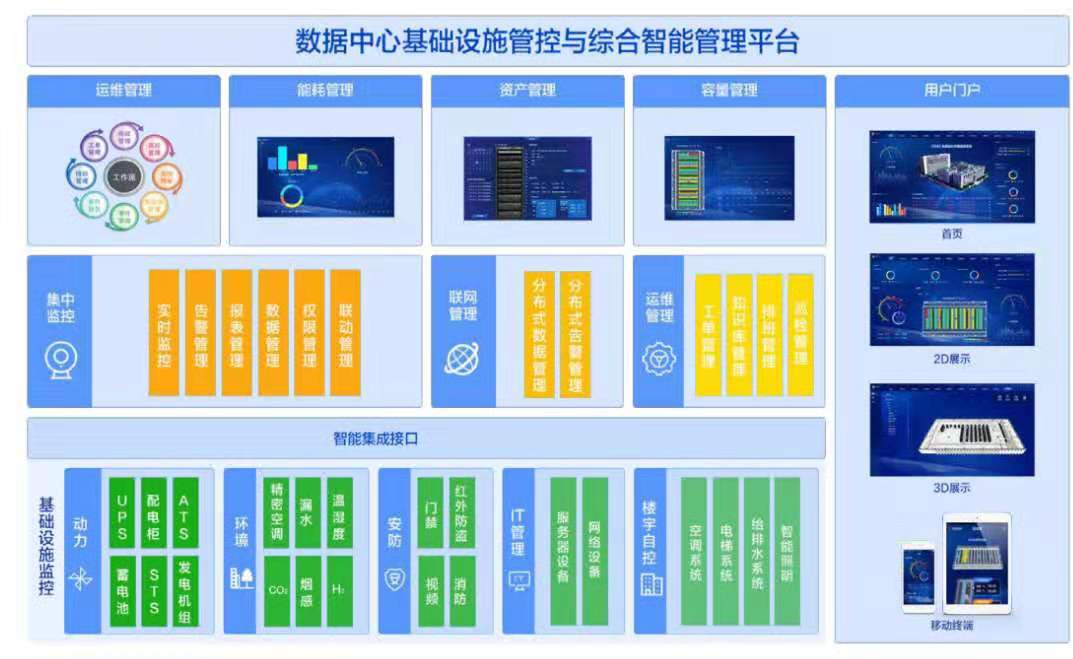 数据中心基础设施管控与综合智能管理平台
运维管理
能耗管理
资产管理
容量管理
用户门户
工作流
首页
2D展示
3D展示
移动终端
集中
监控
实时监控
告警管理
报表管理
数据管理
权限管理
联动管理
联网
管理
分布式数据管理
分布式告警管理
运维
管理
工单管理
知识库管理
排班管理
巡检管理
智能集成接口
基础设施监控
动力
UPS
配电柜
ATS
蓄电池
STS
发电机组
环境
精密空调
漏水
温湿度
CO₂
烟感
H₂
安防
门禁
红外防盗
视频
消防
IT管理
服务器设备
网络设备
楼宇自控
空调系统
电梯系统
给排水系统
智能照明